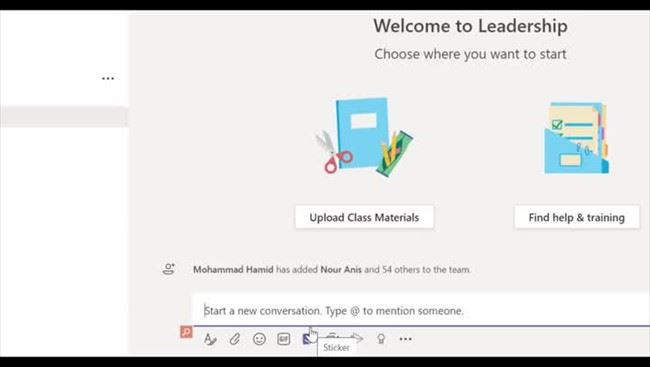 Welcome to Leadership
Choose where you want to start
Upload Class Materials
Find help & training
Mohammad Hamid has added Nour Anis and 54 others to the team.
Start a new conversation. Type @ to mention someone.
GIF
Sticker